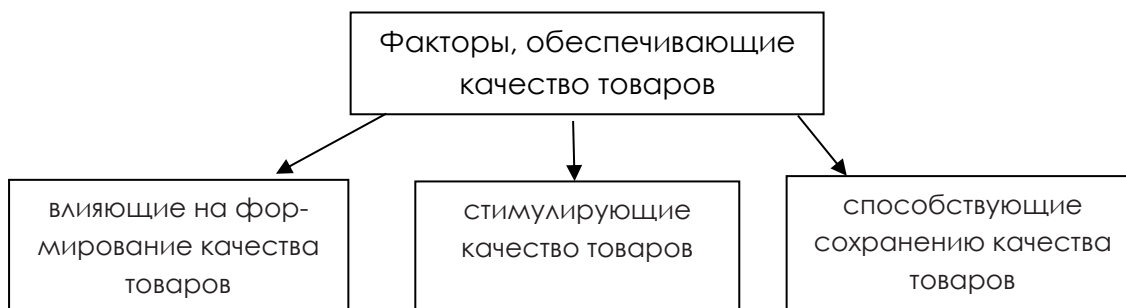 Факторы, обеспечивающие
качество товаров
влияющие на фор-
мирование качества
товаров
стимулирующие
качество товаров
способствующие
сохранению качества
товаров